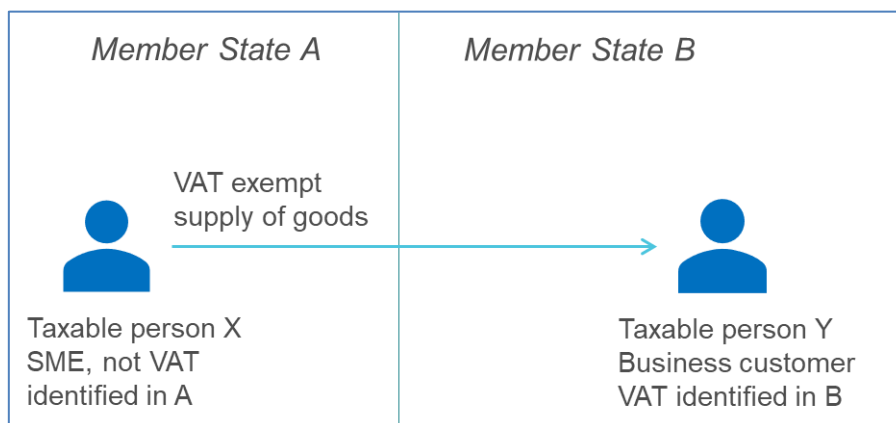 Member State A
Member State B
VAT exempt
supply of goods
Taxable person X
SME, not VAT
identified in A
Taxable person Y
Business customer
VAT identified in B